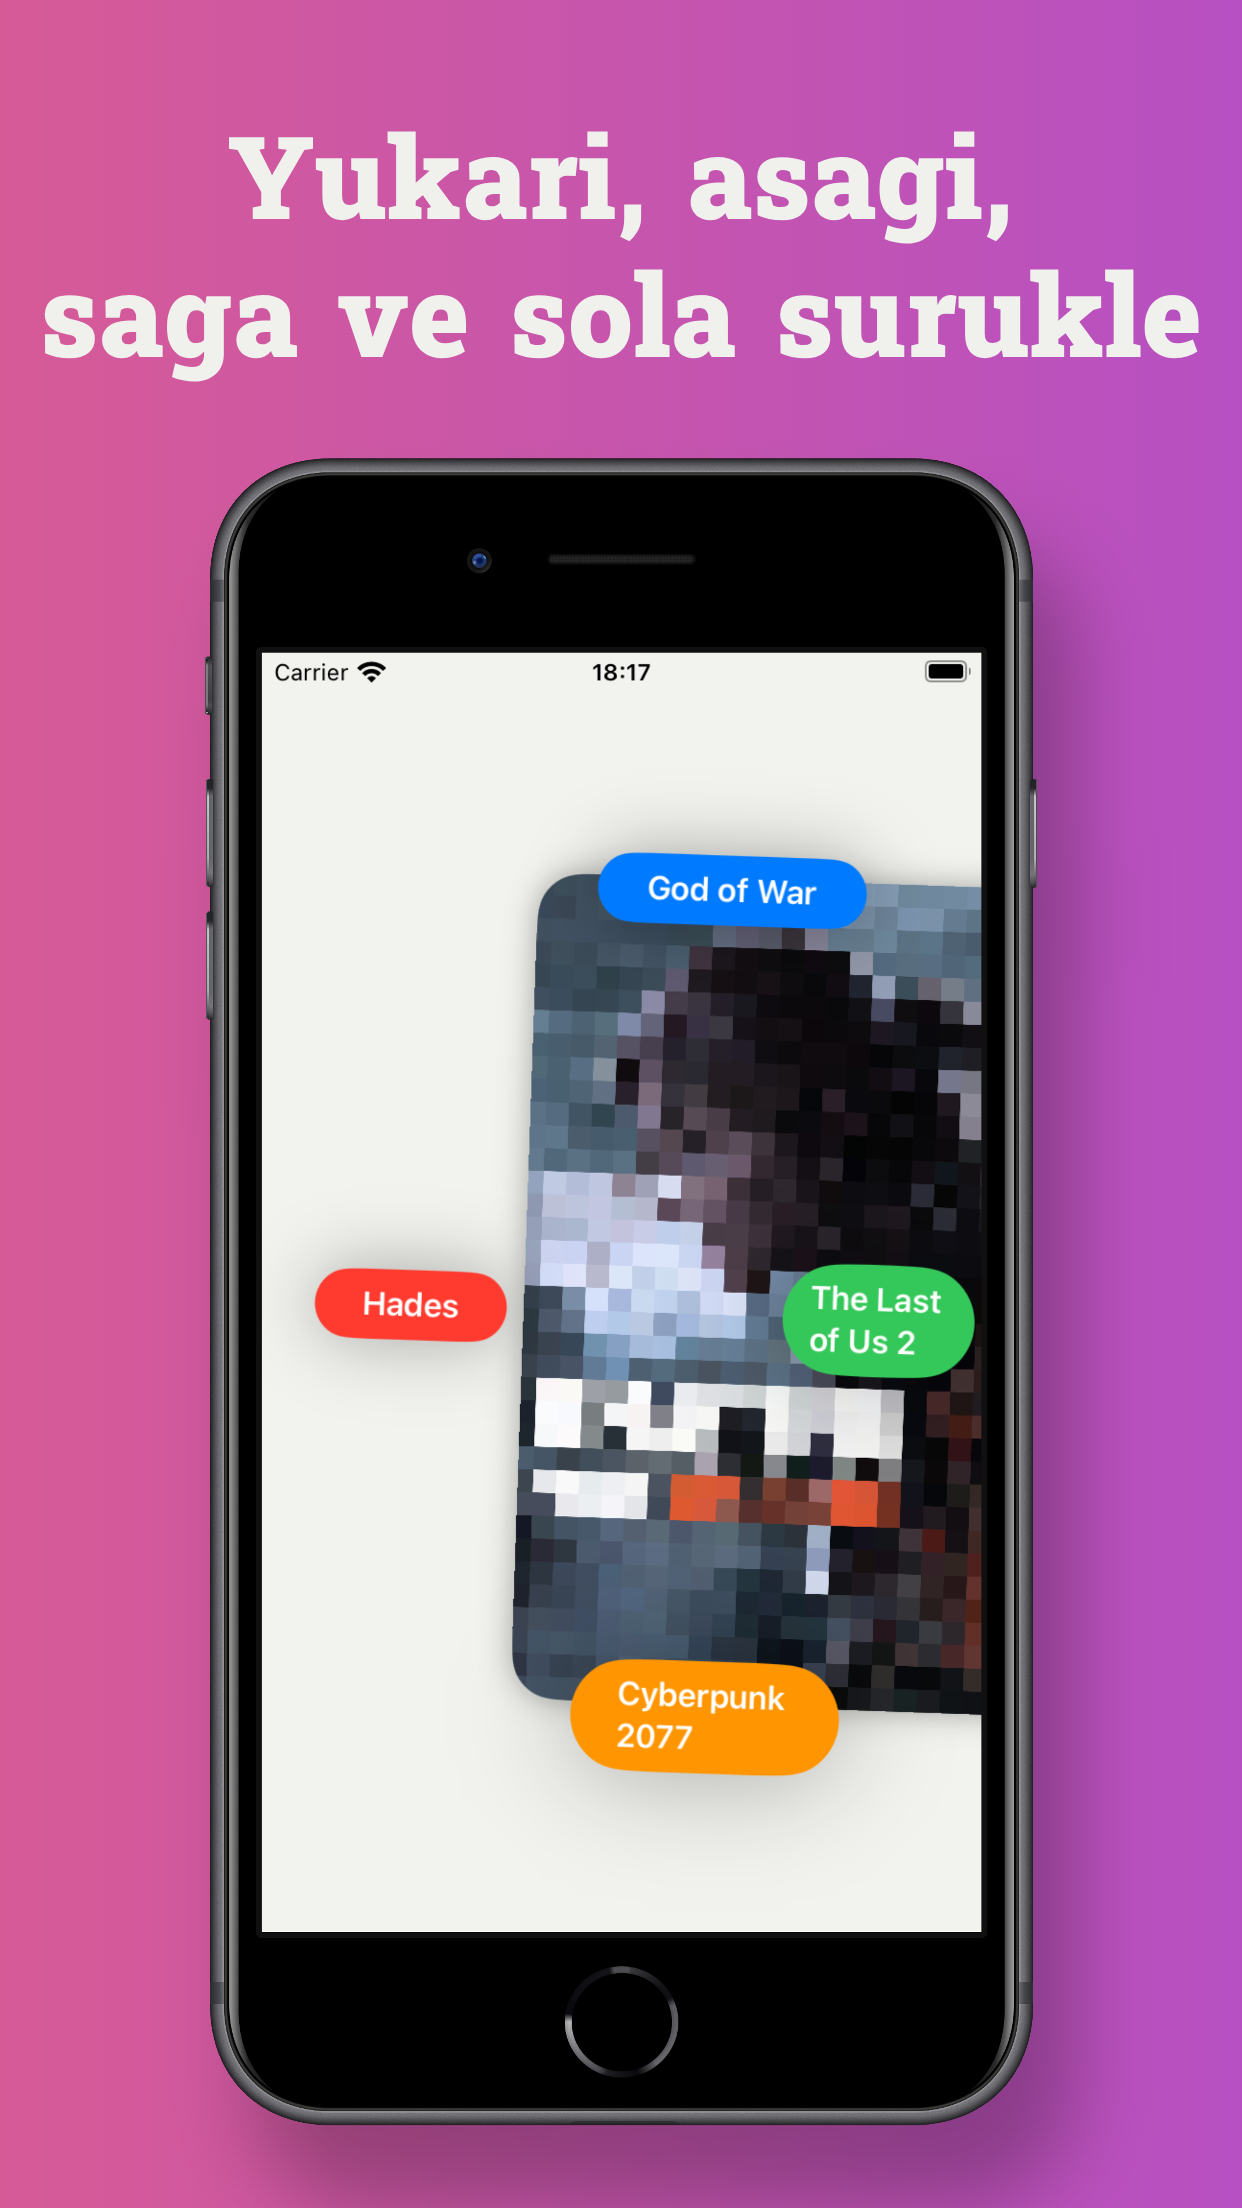 Yukari, asagi,
saga ve sola surukle
Carrier
18:17
God of War
Hades
The Last
of Us 2
Cyberpunk
2077